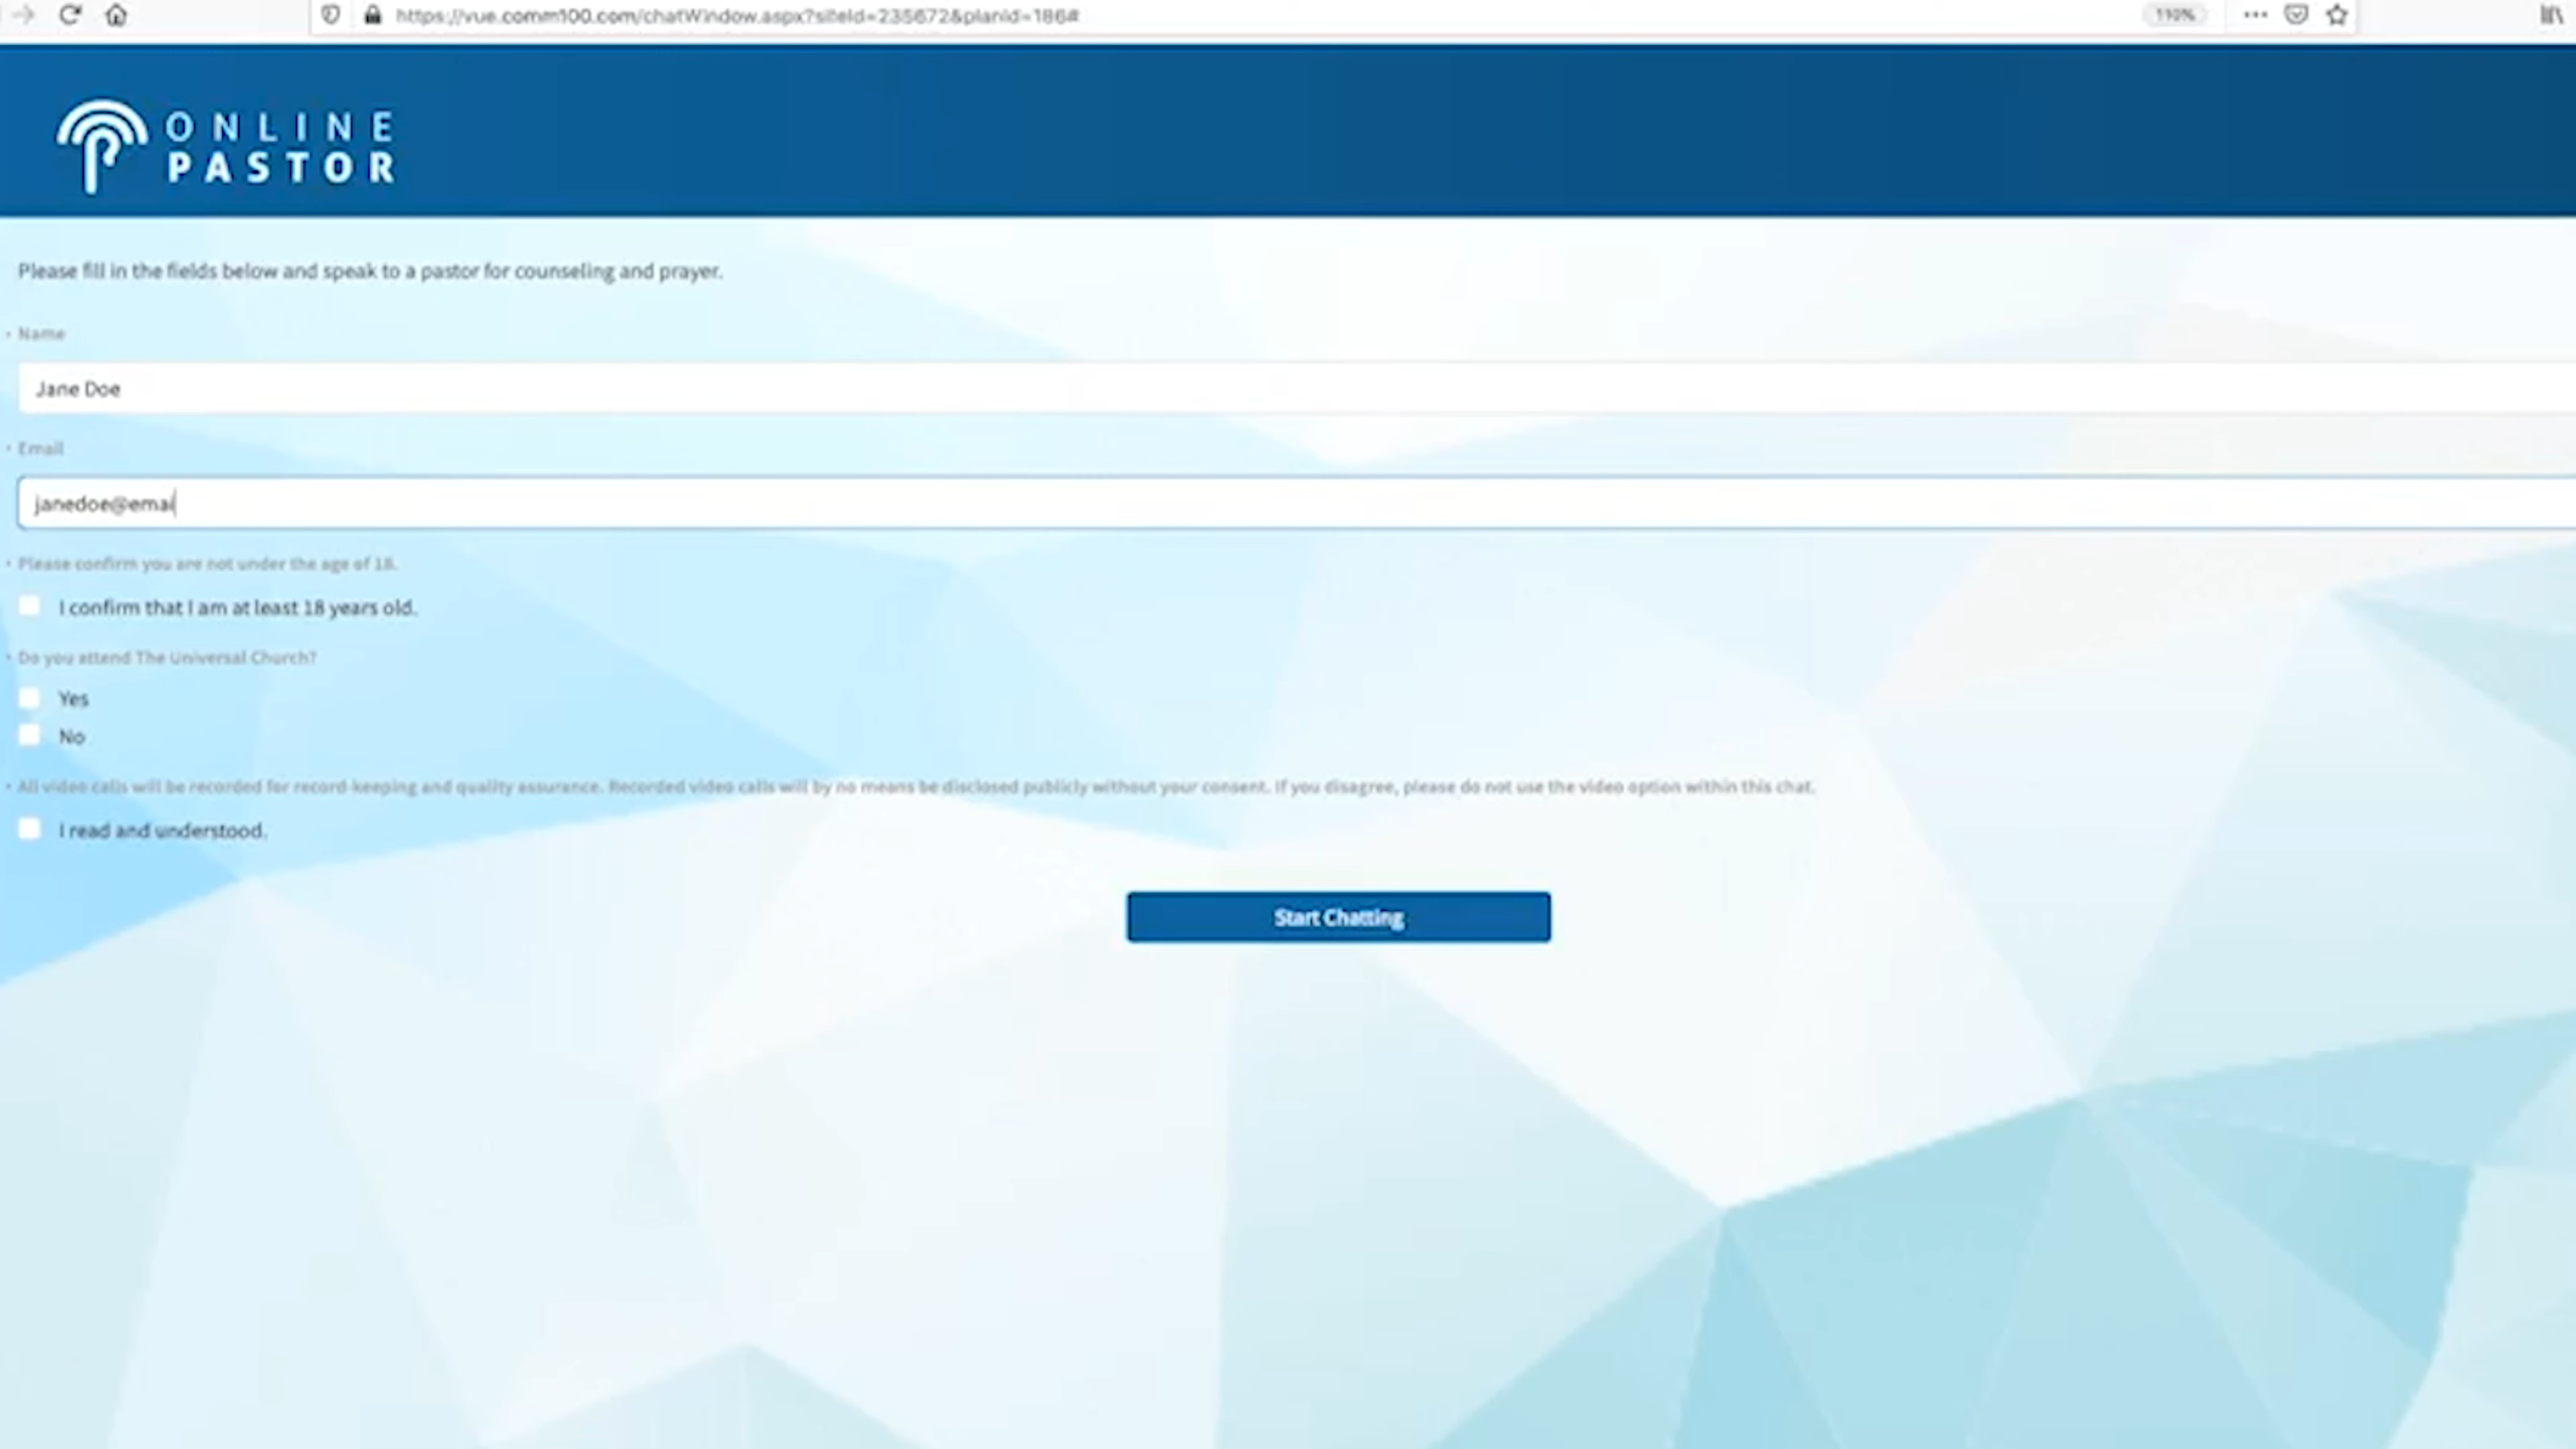 https://vue.comm100.com/chatWindow.aspx?siteId=235672&planId=186#
110%
ONLINE
PASTOR
Please fill in the fields below and speak to a pastor for counseling and prayer.
Name
Jane Doe
Email
janedoe@emai
Please confirm you are not under the age of 18.
I confirm that I am at least 18 years old.
Do you attend The Universal Church?
Yes
No
All video calls will be recorded for record-keeping and quality assurance. Recorded video calls will by no means be disclosed publicly without your consent. If you disagree, please do not use the video option within this chat.
I read and understood.
Start Chatting